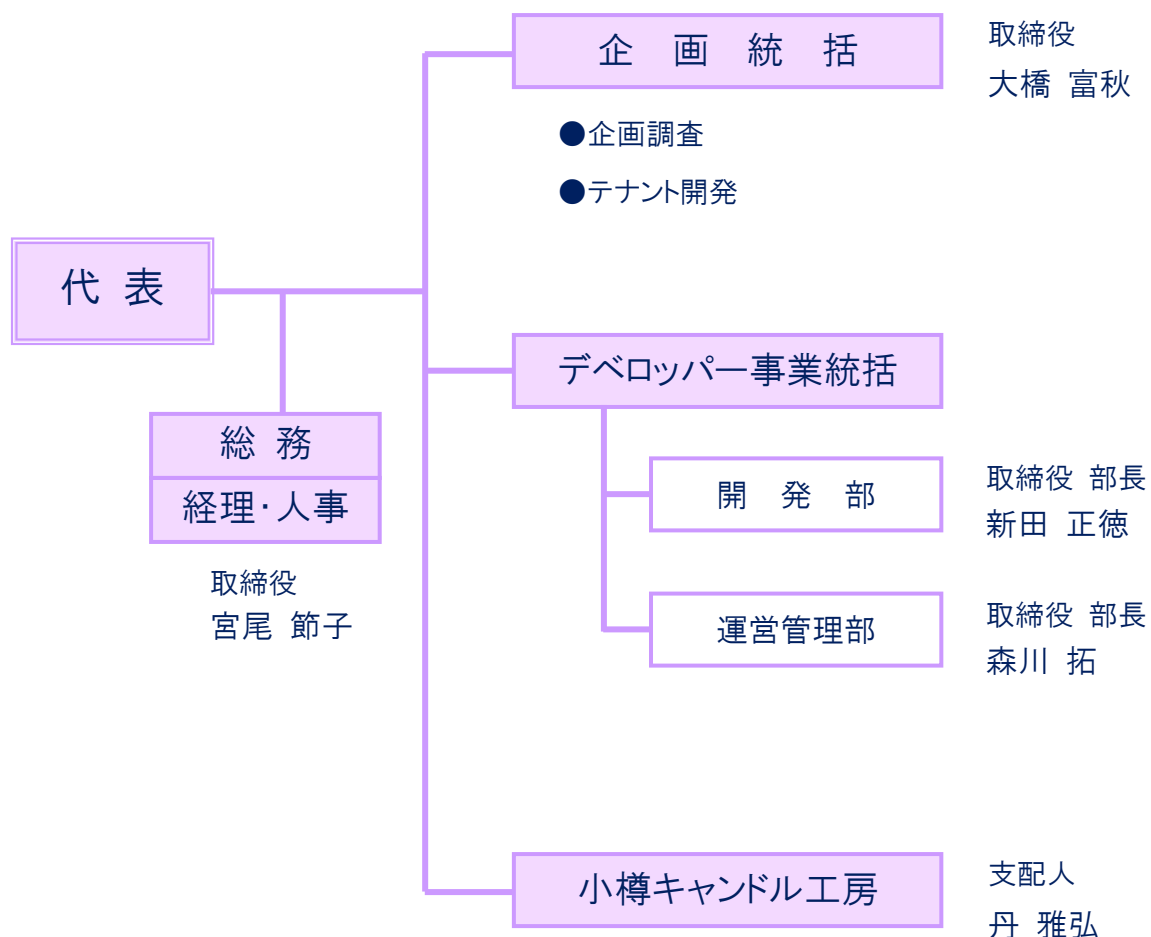 企 画 統 括
取締役
大橋 富秋
●企画調査
●テナント開発
代 表
デベロッパー事業統括
総 務
経理・人事
取締役
宮尾 節子
開 発 部
取締役 部長
新田 正徳
運営管理部
取締役 部長
森川 拓
小樽キャンドル工房
支配人
丹 雅弘